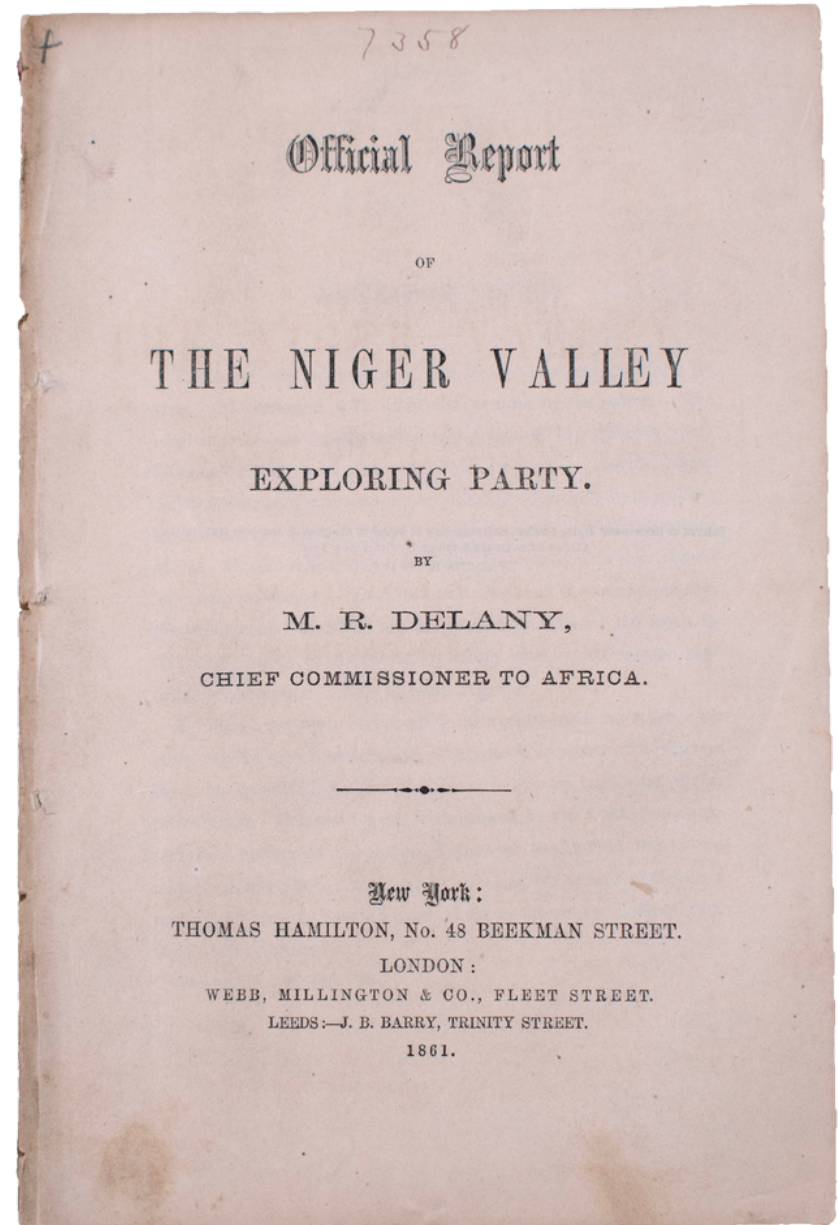 7358
Official Report
OF
THE NIGER VALLEY
EXPLORING PARTY.
BY
M. R. DELANY,
CHIEF COMMISSIONER TO AFRICA.
New York:
THOMAS HAMILTON, No. 48 BEEKMAN STREET.
LONDON:
WEBB, MILLINGTON & CO., FLEET STREET.
LEEDS:—J. B. BARRY, TRINITY STREET.
1861.